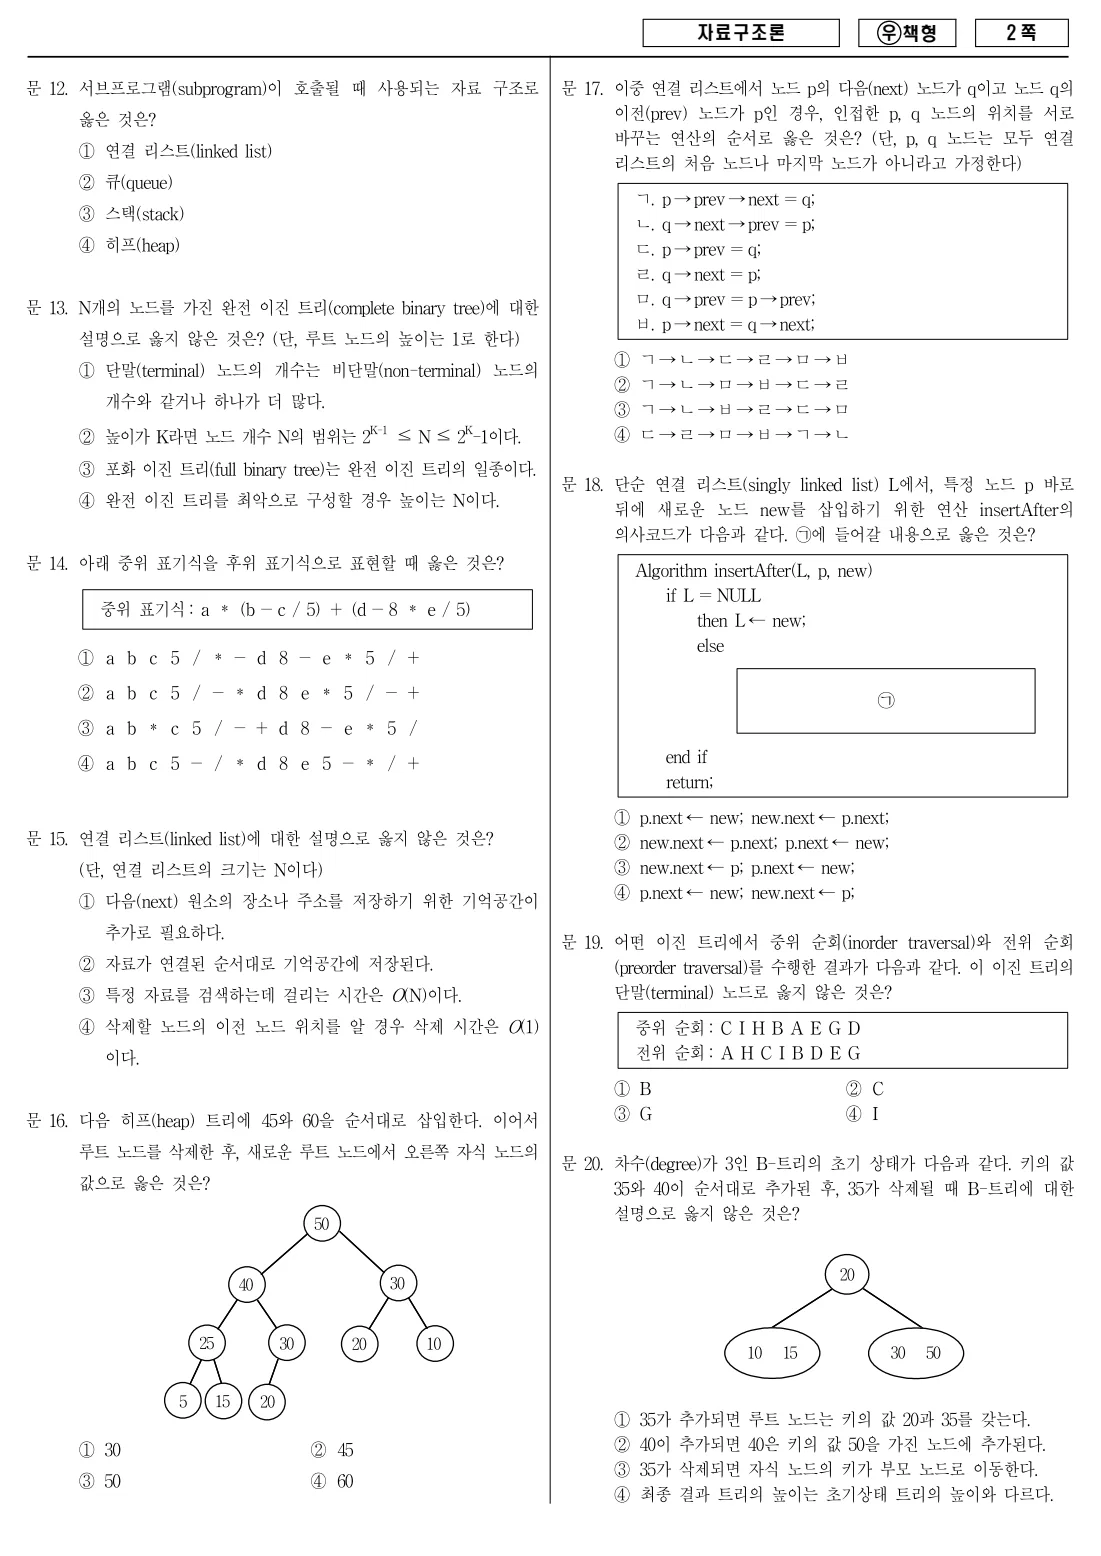 자료구조론
우책형
2쪽
문 12. 서브프로그램(subprogram)이 호출될 때 사용되는 자료 구조로
옳은 것은?
① 연결 리스트(linked list)
② 큐(queue)
③ 스택(stack)
④ 히프(heap)
문 13. N개의 노드를 가진 완전 이진 트리(complete binary tree)에 대한
설명으로 옳지 않은 것은? (단, 루트 노드의 높이는 1로 한다)
① 단말(terminal) 노드의 개수는 비단말(non-terminal) 노드의
개수와 같거나 하나가 더 많다.
② 높이가 K라면 노드 개수 N의 범위는 2^K-1 ≤ N ≤ 2^K-1이다.
③ 포화 이진 트리(full binary tree)는 완전 이진 트리의 일종이다.
④ 완전 이진 트리를 최악으로 구성할 경우 높이는 N이다.
문 14. 아래 중위 표기식을 후위 표기식으로 표현할 때 옳은 것은?
중위 표기식 : a * (b - c / 5) + (d - 8 * e / 5)
① a b c 5 / * - d 8 - e * 5 / +
② a b c 5 / - * d 8 e * 5 / - +
③ a b * c 5 / - + d 8 - e * 5 /
④ a b c 5 - / * d 8 e 5 - * / +
문 15. 연결 리스트(linked list)에 대한 설명으로 옳지 않은 것은?
(단, 연결 리스트의 크기는 N이다)
① 다음(next) 원소의 장소나 주소를 저장하기 위한 기억공간이
추가로 필요하다.
② 자료가 연결된 순서대로 기억공간에 저장된다.
③ 특정 자료를 검색하는데 걸리는 시간은 O(N)이다.
④ 삭제할 노드의 이전 노드 위치를 알 경우 삭제 시간은 O(1)
이다.
문 16. 다음 히프(heap) 트리에 45와 60을 순서대로 삽입한다. 이어서
루트 노드를 삭제한 후, 새로운 루트 노드에서 오른쪽 자식 노드의
값으로 옳은 것은?
50
40 30
25 30 20 10
5 15 20
① 30 ② 45
③ 50 ④ 60
문 17. 이중 연결 리스트에서 노드 p의 다음(next) 노드가 q이고 노드 q의
이전(prev) 노드가 p인 경우, 인접한 p, q 노드의 위치를 서로
바꾸는 연산의 순서로 옳은 것은? (단, p, q 노드는 모두 연결
리스트의 처음 노드나 마지막 노드가 아니라고 가정한다)
ㄱ. p→prev→next = q;
ㄴ. q→next→prev = p;
ㄷ. p→prev = q;
ㄹ. q→next = p;
ㅁ. q→prev = p→prev;
ㅂ. p→next = q→next;
① ㄱ→ㄴ→ㄷ→ㄹ→ㅁ→ㅂ
② ㄱ→ㄴ→ㅁ→ㅂ→ㄷ→ㄹ
③ ㄱ→ㄴ→ㅂ→ㄹ→ㄷ→ㅁ
④ ㄷ→ㄹ→ㅁ→ㅂ→ㄱ→ㄴ
문 18. 단순 연결 리스트(singly linked list) L에서, 특정 노드 p 바로
뒤에 새로운 노드 new를 삽입하기 위한 연산 insertAfter의
의사코드가 다음과 같다. ㉠에 들어갈 내용으로 옳은 것은?
Algorithm insertAfter(L, p, new)
if L = NULL
then L ← new;
else
㉠
end if
return;
① p.next ← new; new.next ← p.next;
② new.next ← p.next; p.next ← new;
③ new.next ← p; p.next ← new;
④ p.next ← new; new.next ← p;
문 19. 어떤 이진 트리에서 중위 순회(inorder traversal)와 전위 순회
(preorder traversal)를 수행한 결과가 다음과 같다. 이 이진 트리의
단말(terminal) 노드로 옳지 않은 것은?
중위 순회 : C I H B A E G D
전위 순회 : A H C I B D E G
① B ② C
③ G ④ I
문 20. 차수(degree)가 3인 B-트리의 초기 상태가 다음과 같다. 키의 값
35와 40이 순서대로 추가된 후, 35가 삭제될 때 B-트리에 대한
설명으로 옳지 않은 것은?
20
10 15 30 50
① 35가 추가되면 루트 노드는 키의 값 20과 35를 갖는다.
② 40이 추가되면 40은 키의 값 50을 가진 노드에 추가된다.
③ 35가 삭제되면 자식 노드의 키가 부모 노드로 이동한다.
④ 최종 결과 트리의 높이는 초기상태 트리의 높이와 다르다.